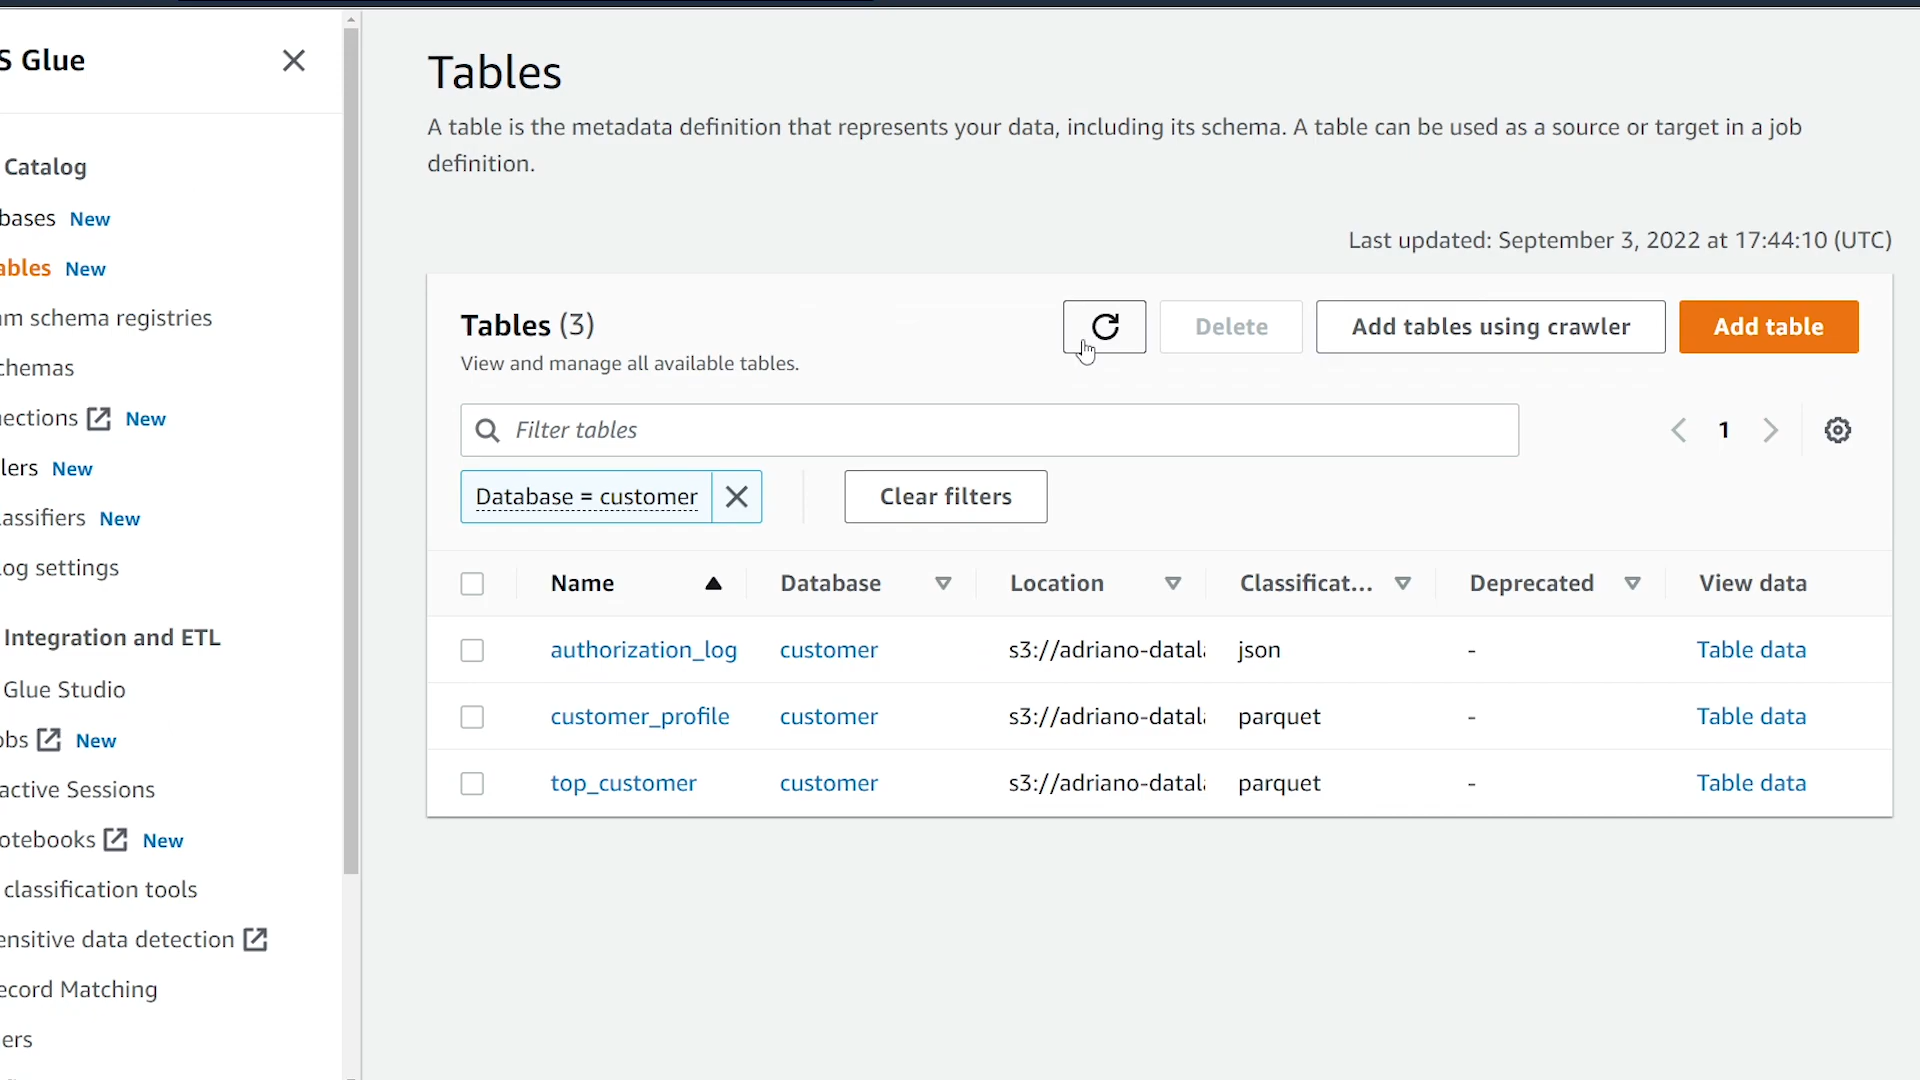 S Glue
Catalog
bases New
ables New
am schema registries
chemas
nections New
lers New
assifiers New
og settings
Integration and ETL
Glue Studio
obs New
active Sessions
otebooks New
classification tools
ensitive data detection
ecord Matching
ers
Tables
A table is the metadata definition that represents your data, including its schema. A table can be used as a source or target in a job
definition.
Last updated: September 3, 2022 at 17:44:10 (UTC)
Tables (3)
View and manage all available tables.
Delete
Add tables using crawler
Add table
Filter tables
1
Database = customer
Clear filters
Name Database Location Classificat... Deprecated View data
authorization_log customer s3://adriano-datal json - Table data
customer_profile customer s3://adriano-datal parquet - Table data
top_customer customer s3://adriano-datal parquet - Table data